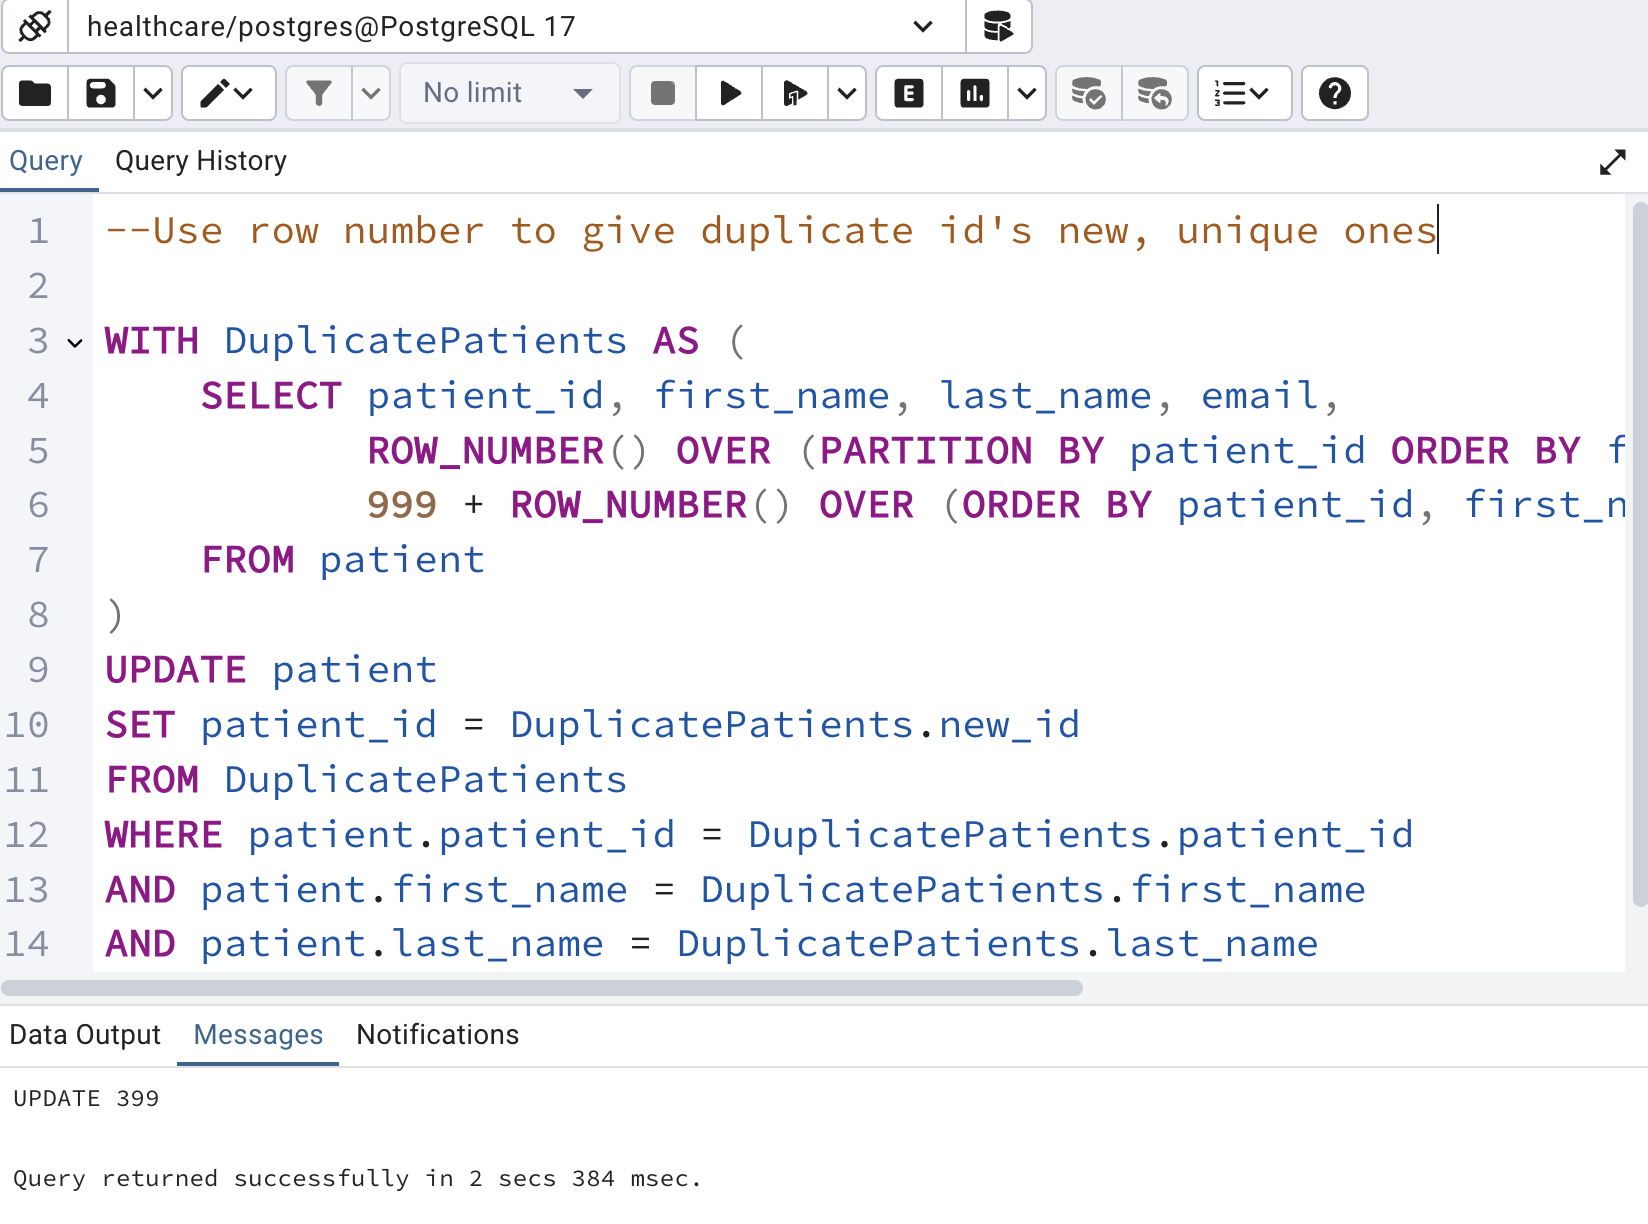 healthcare/postgres@PostgreSQL 17
No limit
E
Query Query History
1 --Use row number to give duplicate id's new, unique ones
2
3 WITH DuplicatePatients AS (
4 SELECT patient_id, first_name, last_name, email,
5 ROW_NUMBER() OVER (PARTITION BY patient_id ORDER BY f
6 999 + ROW_NUMBER() OVER (ORDER BY patient_id, first_n
7 FROM patient
8 )
9 UPDATE patient
10 SET patient_id = DuplicatePatients.new_id
11 FROM DuplicatePatients
12 WHERE patient.patient_id = DuplicatePatients.patient_id
13 AND patient.first_name = DuplicatePatients.first_name
14 AND patient.last_name = DuplicatePatients.last_name
Data Output Messages Notifications
UPDATE 399
Query returned successfully in 2 secs 384 msec.